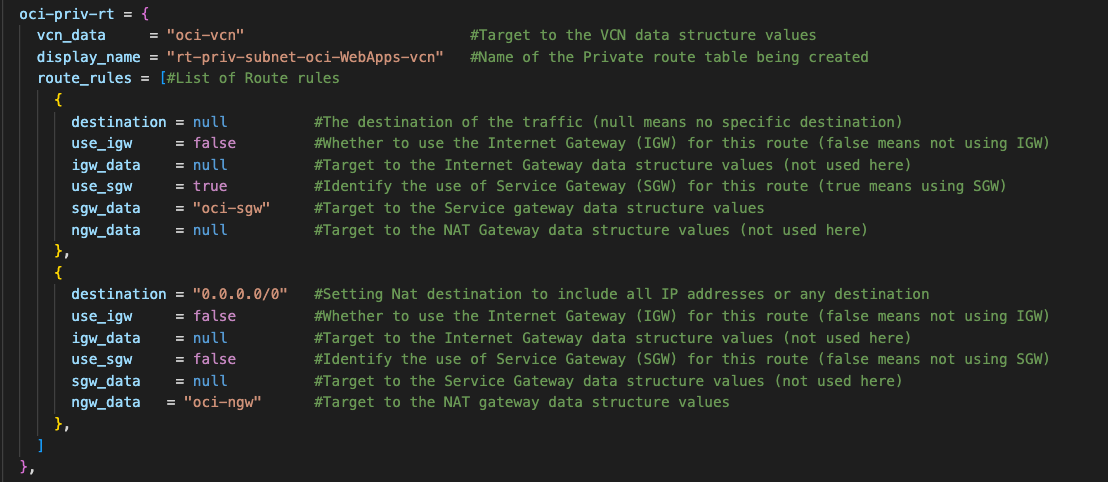 oci-priv-rt = {
vcn_data     = "oci-vcn"                          #Target to the VCN data structure values
display_name = "rt-priv-subnet-oci-WebApps-vcn"   #Name of the Private route table being created
route_rules = [#List of Route rules
{
destination = null          #The destination of the traffic (null means no specific destination)
use_igw     = false         #Whether to use the Internet Gateway (IGW) for this route (false means not using IGW)
igw_data    = null          #Target to the Internet Gateway data structure values (not used here)
use_sgw     = true          #Identify the use of Service Gateway (SGW) for this route (true means using SGW)
sgw_data    = "oci-sgw"     #Target to the Service gateway data structure values
ngw_data    = null          #Target to the NAT Gateway data structure values (not used here)
},
{
destination = "0.0.0.0/0"   #Setting Nat destination to include all IP addresses or any destination
use_igw     = false         #Whether to use the Internet Gateway (IGW) for this route (false means not using IGW)
igw_data    = null          #Target to the Internet Gateway data structure values (not used here)
use_sgw     = false         #Identify the use of Service Gateway (SGW) for this route (false means not using SGW)
sgw_data    = null          #Target to the Service Gateway data structure values (not used here)
ngw_data   = "oci-ngw"      #Target to the NAT gateway data structure values
},
]
},